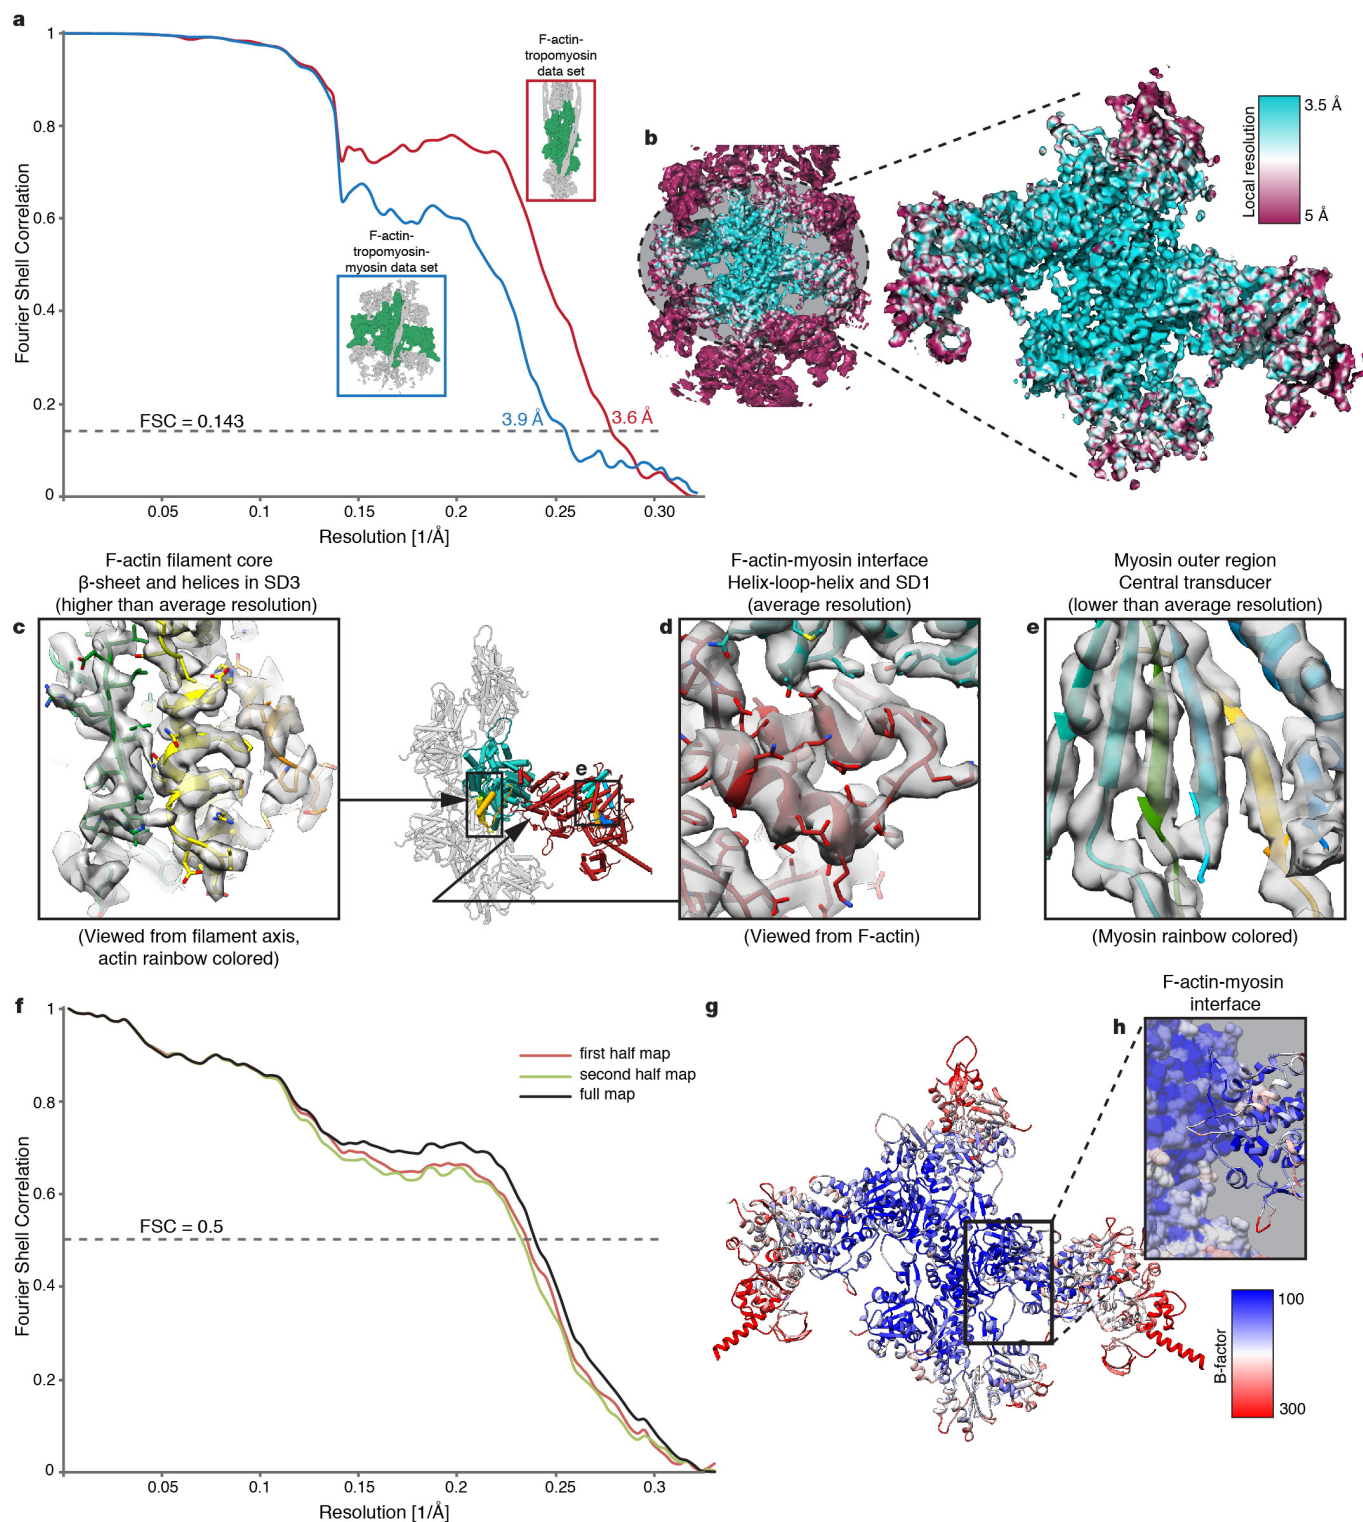 a
1
0.8
0.6
0.4
0.2
0
Fourier Shell Correlation
0.05
0.1
0.15
0.2
0.25
0.30
Resolution [1/Å]
F-actin-
tropomyosin
data set
F-actin-
tropomyosin-
myosin data set
FSC = 0.143
3.9 Å
3.6 Å
b
Local resolution
3.5 Å
5 Å
F-actin filament core
β-sheet and helices in SD3
(higher than average resolution)
c
(Viewed from filament axis,
actin rainbow colored)
e
F-actin-myosin interface
Helix-loop-helix and SD1
(average resolution)
d
(Viewed from F-actin)
Myosin outer region
Central transducer
(lower than average resolution)
e
(Myosin rainbow colored)
f
1
0.8
0.6
0.4
0.2
0
Fourier Shell Correlation
0.05
0.1
0.15
0.2
0.25
0.3
Resolution [1/Å]
first half map
second half map
full map
FSC = 0.5
g
F-actin-myosin
interface
h
B-factor
100
300